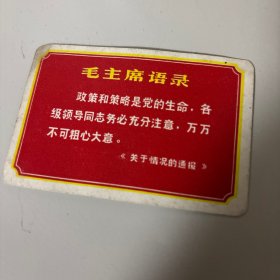 毛主席语录
政策和策略是党的生命，各
级领导同志务必充分注意，万万
不可粗心大意。
《关于情况的通报》